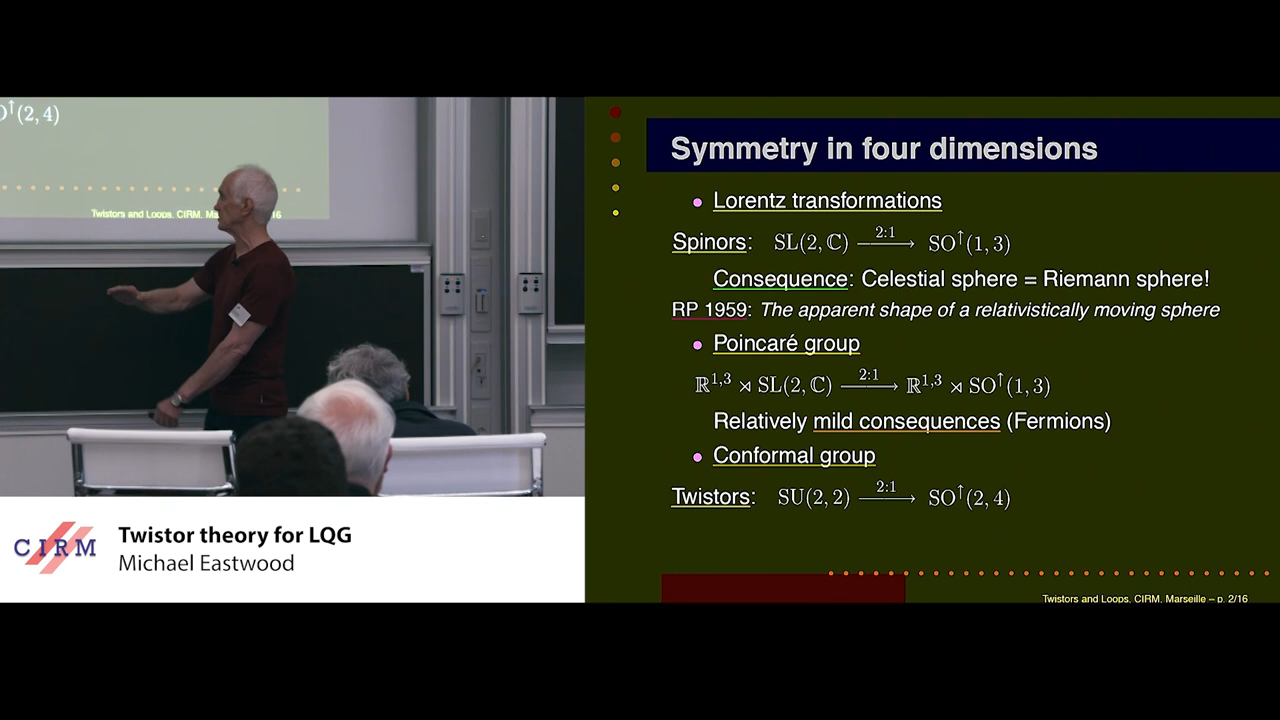 O↑(2, 4)
Twistors and Loops, CIRM, Ma 16
CIRM
Twistor theory for LQG
Michael Eastwood
Symmetry in four dimensions
• Lorentz transformations
Spinors: SL(2, ℂ) —2:1→ SO↑(1, 3)
Consequence: Celestial sphere = Riemann sphere!
RP 1959: The apparent shape of a relativistically moving sphere
• Poincaré group
ℝ^{1,3} ⋊ SL(2, ℂ) —2:1→ ℝ^{1,3} ⋊ SO↑(1, 3)
Relatively mild consequences (Fermions)
• Conformal group
Twistors: SU(2, 2) —2:1→ SO↑(2, 4)
Twistors and Loops, CIRM, Marseille – p. 2/16